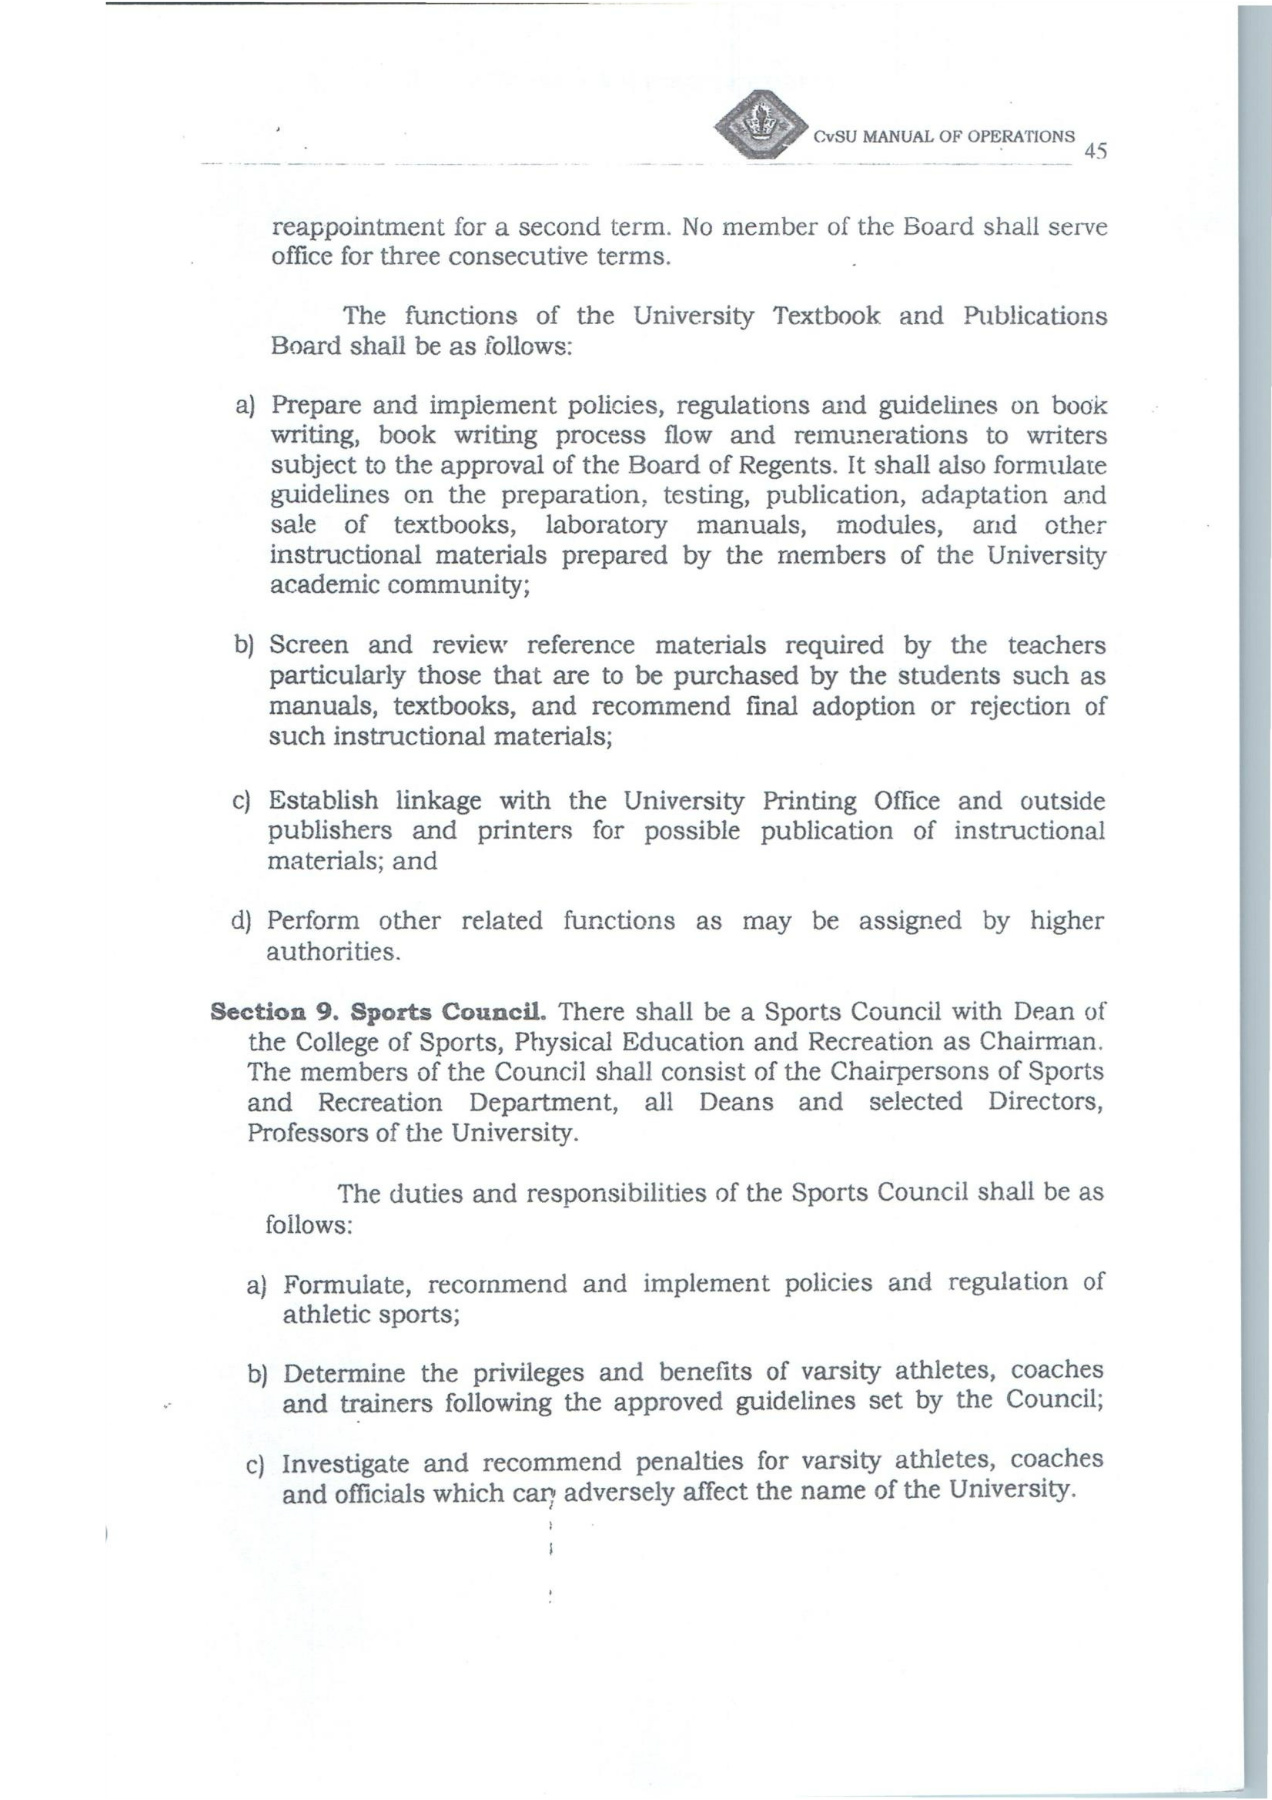 CvSU MANUAL OF OPERATIONS 45
reappointment for a second term. No member of the Board shall serve
office for three consecutive terms.
The functions of the University Textbook and Publications
Board shall be as follows:
a) Prepare and implement policies, regulations and guidelines on book
writing, book writing process flow and remunerations to writers
subject to the approval of the Board of Regents. It shall also formulate
guidelines on the preparation, testing, publication, adaptation and
sale of textbooks, laboratory manuals, modules, and other
instructional materials prepared by the members of the University
academic community;
b) Screen and review reference materials required by the teachers
particularly those that are to be purchased by the students such as
manuals, textbooks, and recommend final adoption or rejection of
such instructional materials;
c) Establish linkage with the University Printing Office and outside
publishers and printers for possible publication of instructional
materials; and
d) Perform other related functions as may be assigned by higher
authorities.
Section 9. Sports Council. There shall be a Sports Council with Dean of
the College of Sports, Physical Education and Recreation as Chairman.
The members of the Council shall consist of the Chairpersons of Sports
and Recreation Department, all Deans and selected Directors,
Professors of the University.
The duties and responsibilities of the Sports Council shall be as
follows:
a) Formulate, recommend and implement policies and regulation of
athletic sports;
b) Determine the privileges and benefits of varsity athletes, coaches
and trainers following the approved guidelines set by the Council;
c) Investigate and recommend penalties for varsity athletes, coaches
and officials which can adversely affect the name of the University.